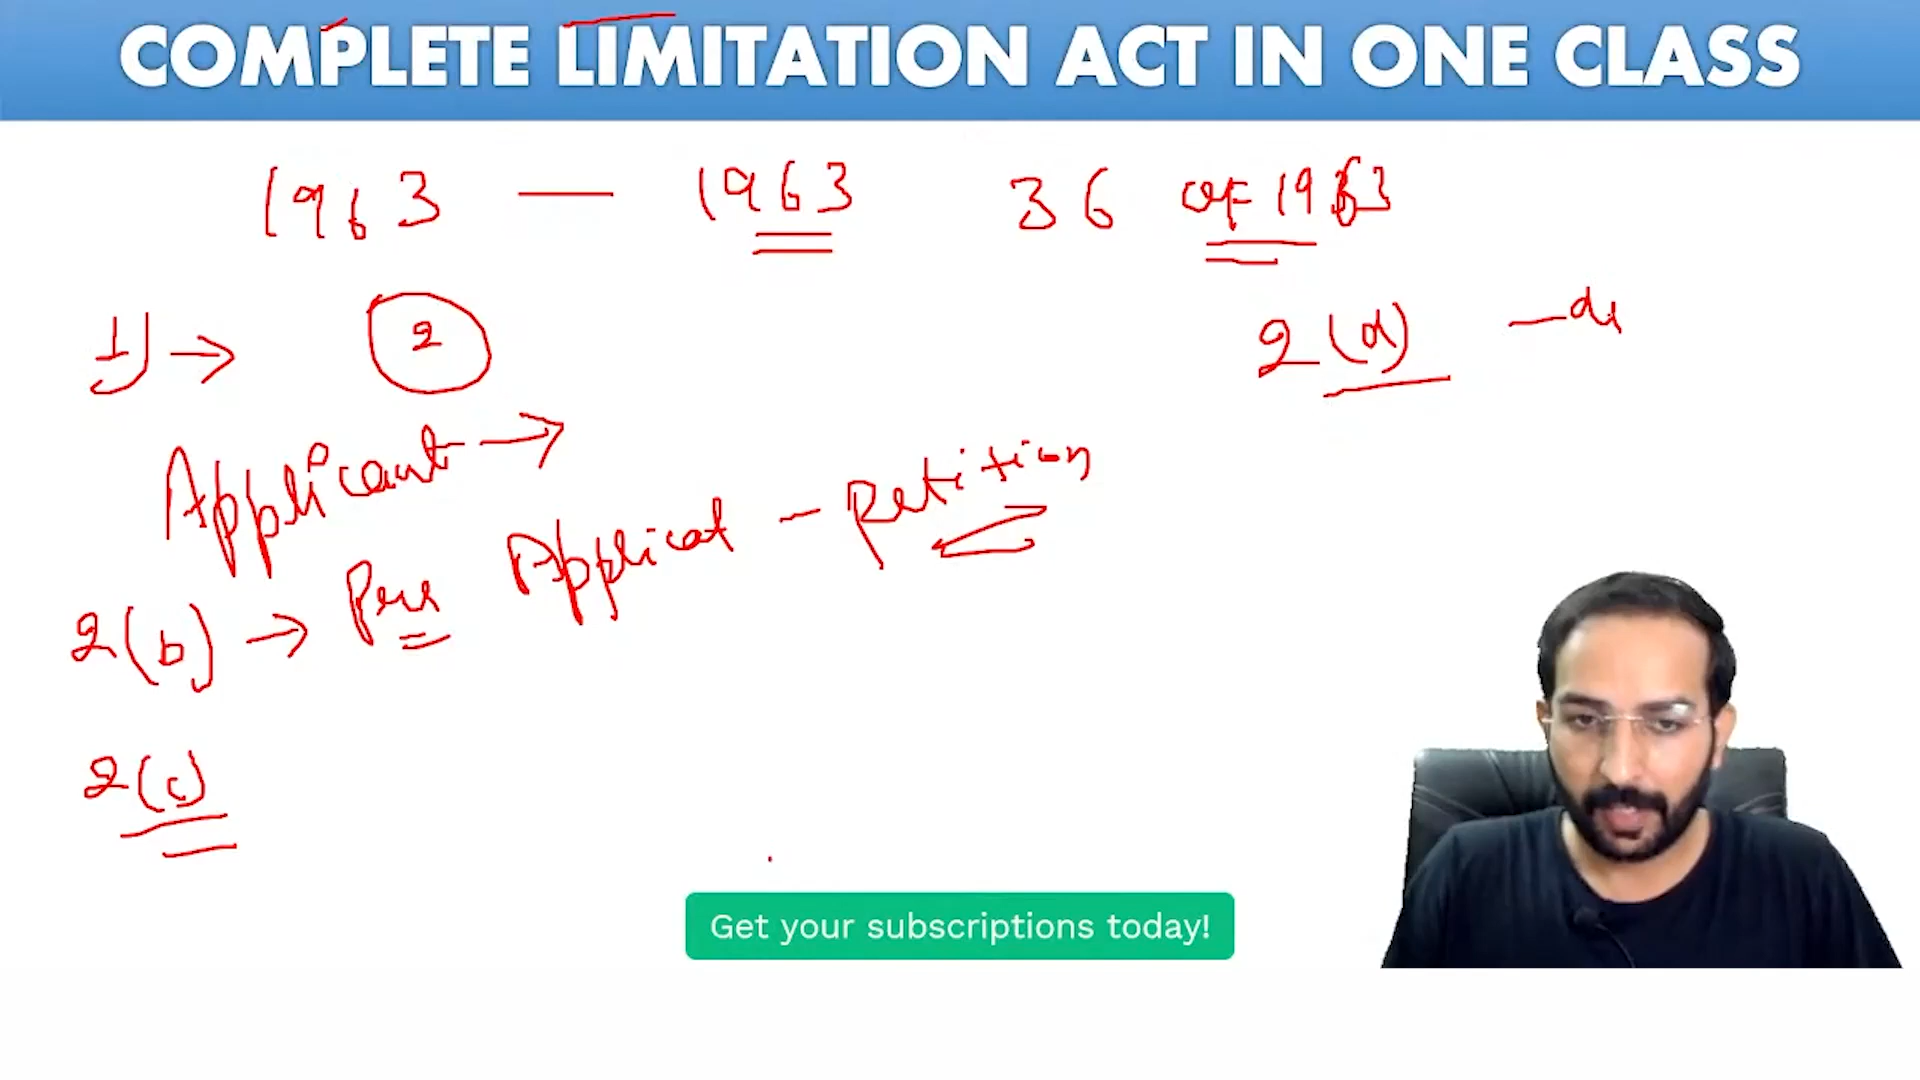 COMPLETE LIMITATION ACT IN ONE CLASS
1963 — 1963 36 of 1963
1) → 2
2(d) —
Applicant →
2(b) → Applicat - Petition
2(c)
Get your subscriptions today!